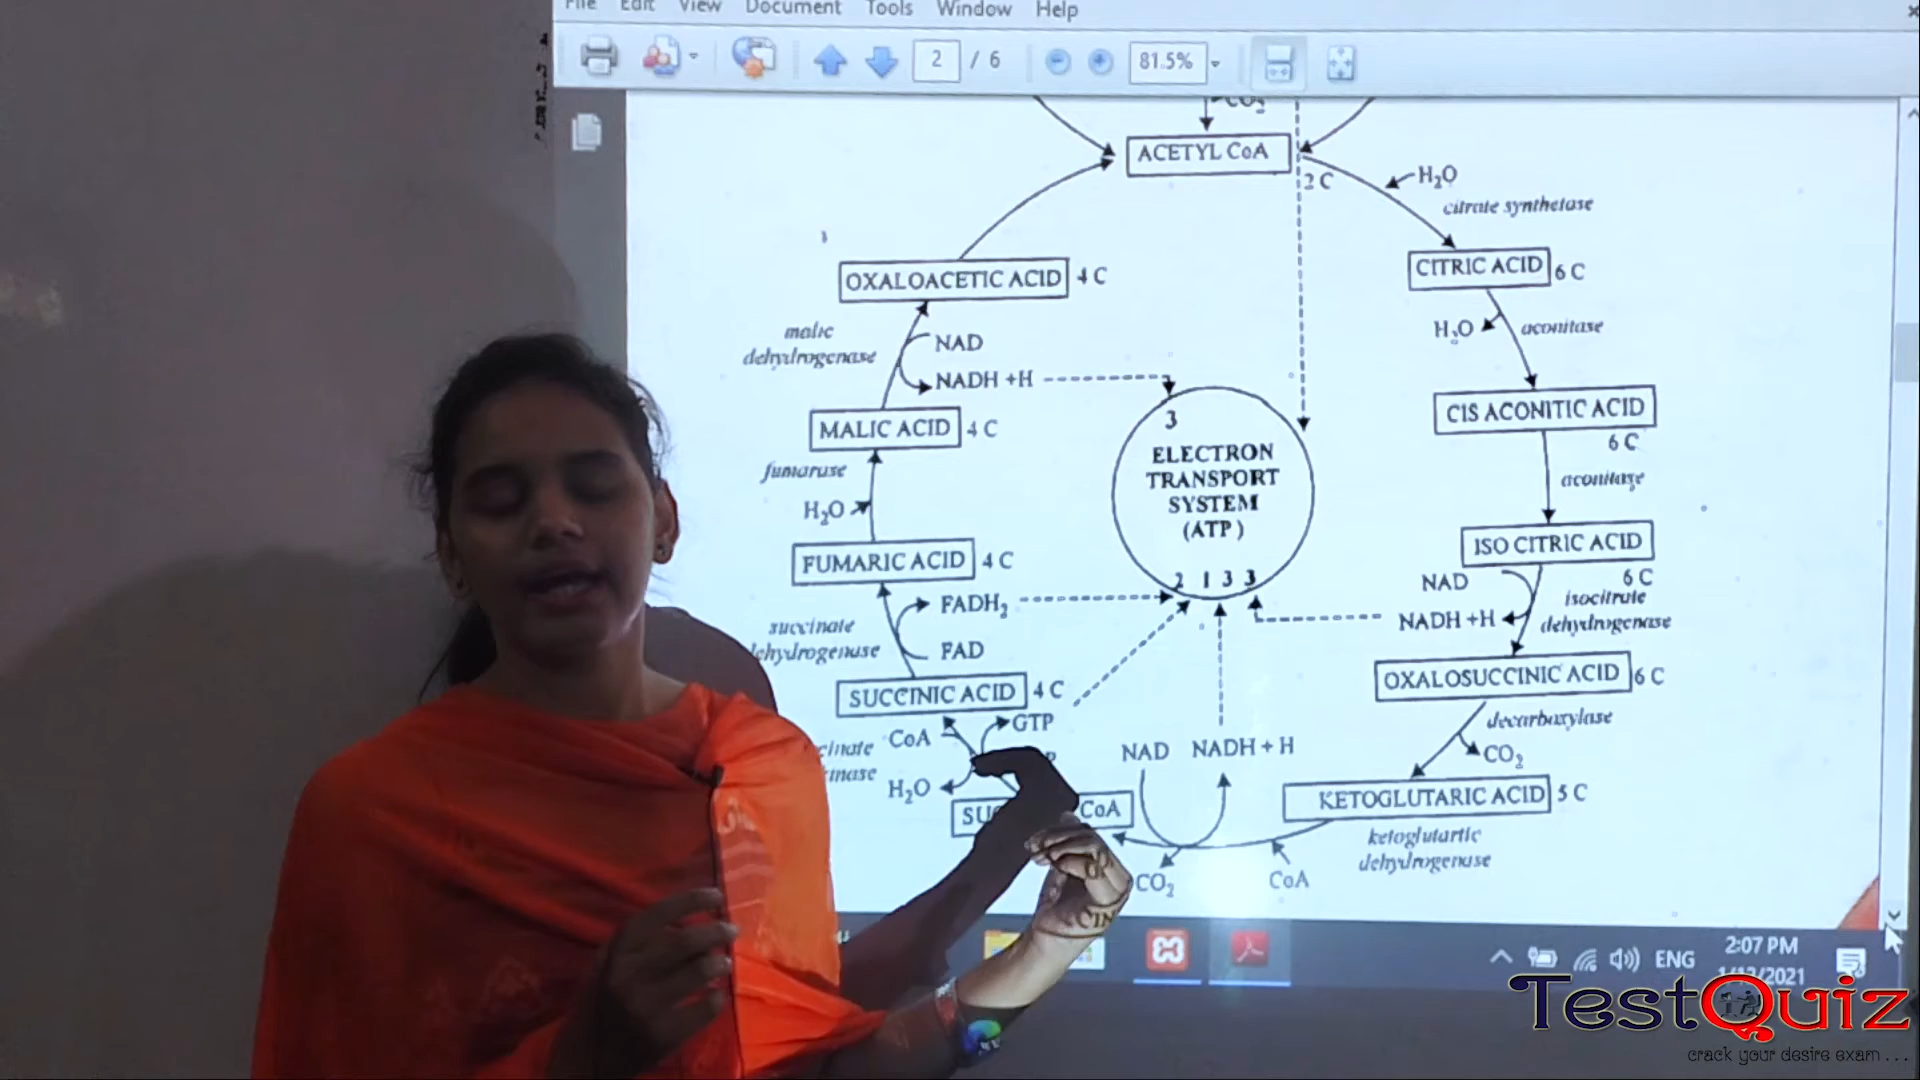 File Edit View Document Tools Window Help
2 / 6 81.5%
CO2
ACETYL CoA
2 C
H2O
citrate synthetase
OXALOACETIC ACID 4 C
CITRIC ACID 6 C
malic
dehydrogenase
NAD
NADH +H
H2O
aconitase
MALIC ACID 4 C
CIS ACONITIC ACID
6 C
3
ELECTRON
TRANSPORT
SYSTEM
(ATP)
2 1 3 3
fumarase
H2O
aconitase
FUMARIC ACID 4 C
ISO CITRIC ACID
6 C
NAD
NADH +H
isocitrate
dehydrogenase
FADH2
FAD
succinate
dehydrogenase
OXALOSUCCINIC ACID 6 C
SUCCINIC ACID 4 C
decarboxylase
CO2
GTP
CoA
H2O
NAD NADH + H
KETOGLUTARIC ACID 5 C
CoA
ketoglutartic
dehydrogenase
CO2
CoA
ENG
2:07 PM
TestQuiz
crack your desire exam ...